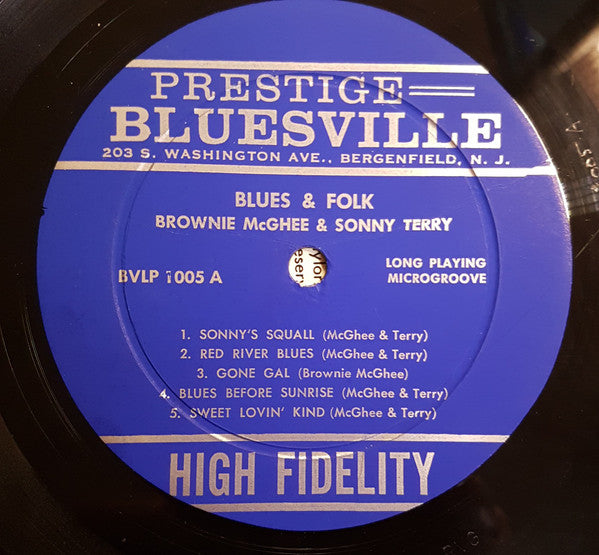 PRESTIGE
BLUESVILLE
203 S. WASHINGTON AVE., BERGENFIELD, N. J.
BLUES & FOLK
BROWNIE McGHEE & SONNY TERRY
BVLP 1005 A
LONG PLAYING
MICROGROOVE
1. SONNY'S SQUALL (McGhee & Terry)
2. RED RIVER BLUES (McGhee & Terry)
3. GONE GAL (Brownie McGhee)
4. BLUES BEFORE SUNRISE (McGhee & Terry)
5. SWEET LOVIN' KIND (McGhee & Terry)
HIGH FIDELITY